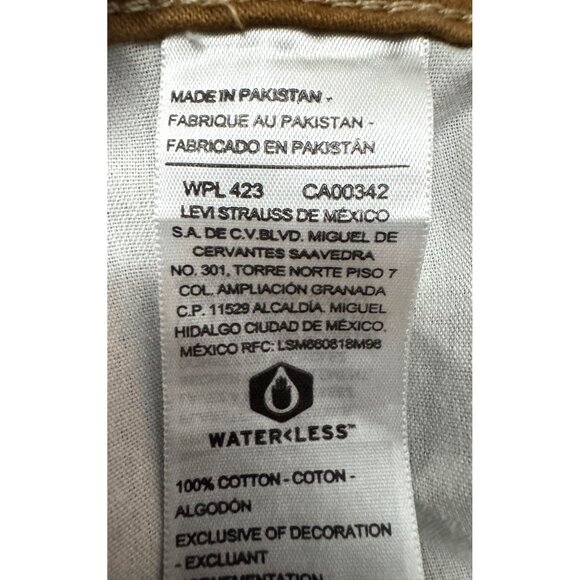 MADE IN PAKISTAN -
FABRIQUE AU PAKISTAN -
FABRICADO EN PAKISTÁN
WPL 423 CA00342
LEVI STRAUSS DE MÉXICO
S.A. DE C.V.BLVD. MIGUEL DE
CERVANTES SAAVEDRA
NO. 301, TORRE NORTE PISO 7
COL. AMPLIACIÓN GRANADA
C.P. 11529 ALCALDÍA MIGUEL
HIDALGO CIUDAD DE MÉXICO.
MÉXICO RFC: LSM860818M98
WATER<LESS™
100% COTTON - COTON -
ALGODÓN
EXCLUSIVE OF DECORATION
- EXCLUANT